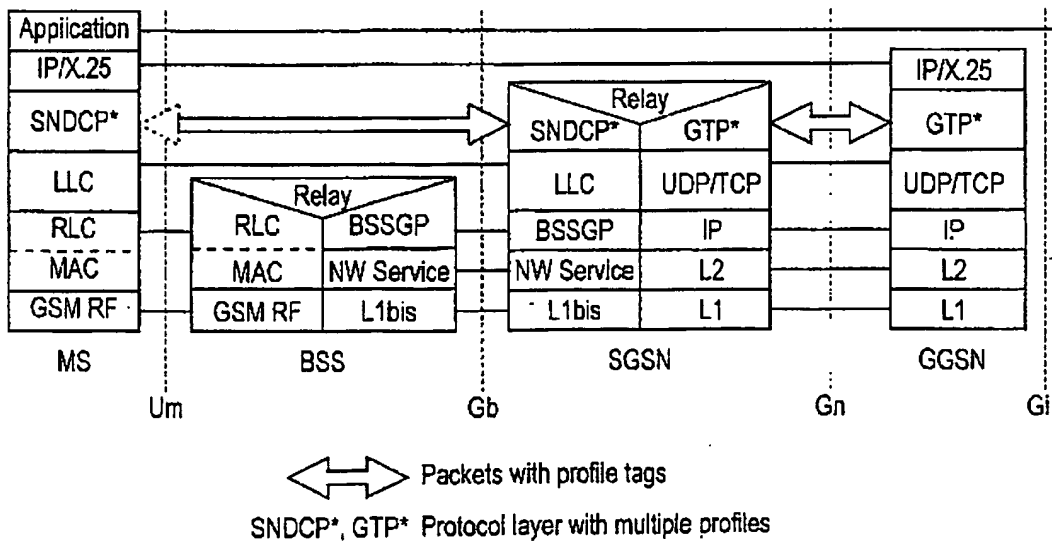 Application
IP/X.25
SNDCP*
LLC
RLC
MAC
GSM RF
MS
Relay
RLC
BSSGP
MAC
NW Service
GSM RF
L1bis
BSS
Relay
SNDCP*
GTP*
LLC
UDP/TCP
BSSGP
IP
NW Service
L2
L1bis
L1
SGSN
IP/X.25
GTP*
UDP/TCP
IP
L2
L1
GGSN
Um
Gb
Gn
Gi
Packets with profile tags
SNDCP*, GTP* Protocol layer with multiple profiles